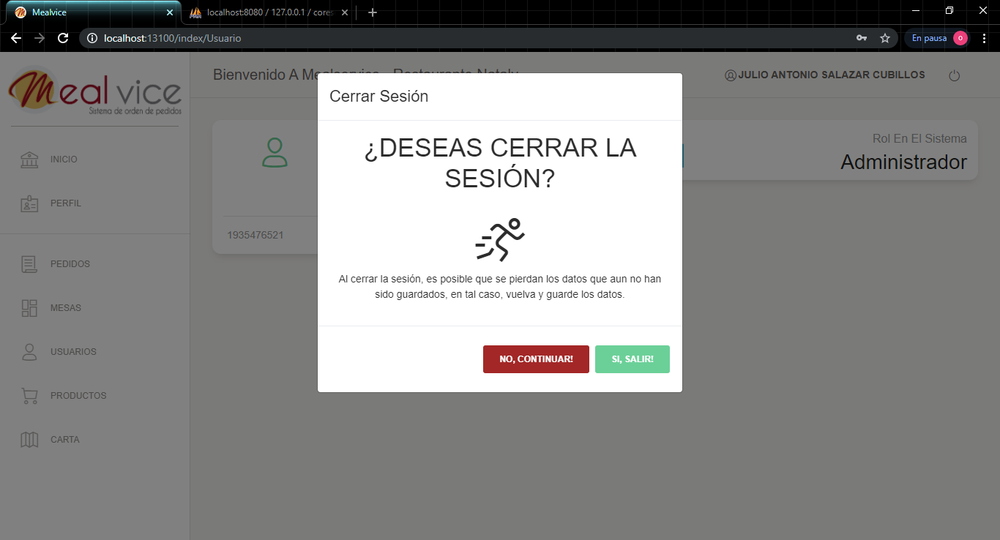 Mealvice
localhost:8080 / 127.0.0.1 / cores
localhost:13100/index/Usuario
En pausa
Mealvice
Sistema de orden de pedidos
Bienvenido A Mealservice - Restaurante Nataly
JULIO ANTONIO SALAZAR CUBILLOS
INICIO
PERFIL
PEDIDOS
MESAS
USUARIOS
PRODUCTOS
CARTA
1935476521
Rol En El Sistema
Administrador
Cerrar Sesión
¿DESEAS CERRAR LA
SESIÓN?
Al cerrar la sesión, es posible que se pierdan los datos que aun no han
sido guardados, en tal caso, vuelva y guarde los datos.
NO, CONTINUAR!
SI, SALIR!